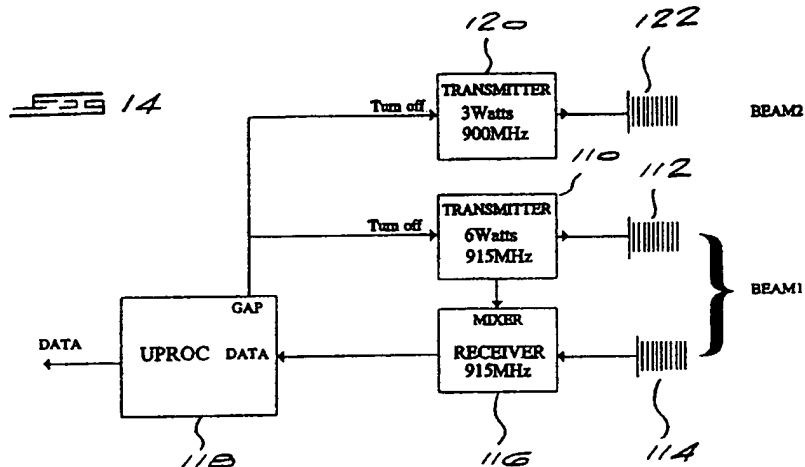 120
122
FIG 14
TRANSMITTER
3Watts
900MHz
Turn off
BEAM2
110
112
TRANSMITTER
6Watts
915MHz
Turn off
BEAM1
GAP
MIXER
RECEIVER
915MHz
DATA
UPROC
DATA
118
116
114